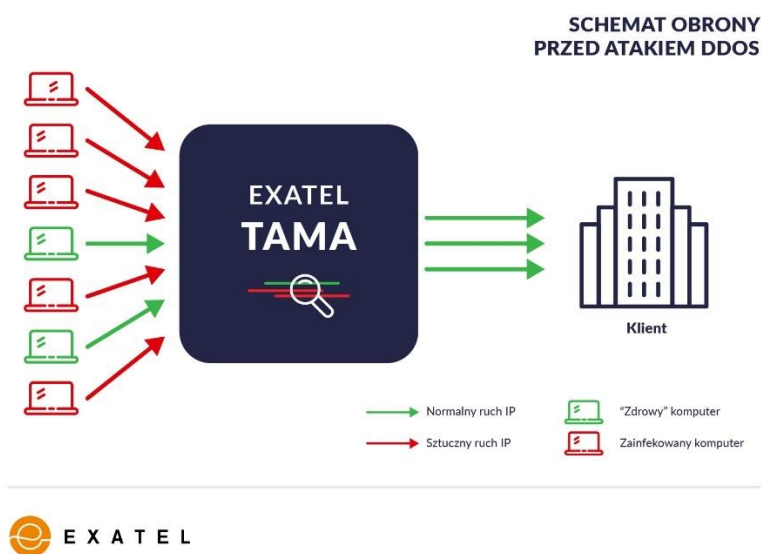 SCHEMAT OBRONY
PRZED ATAKIEM DDOS
EXATEL
TAMA
Klient
Normalny ruch IP
"Zdrowy" komputer
Sztuczny ruch IP
Zainfekowany komputer
EXATEL